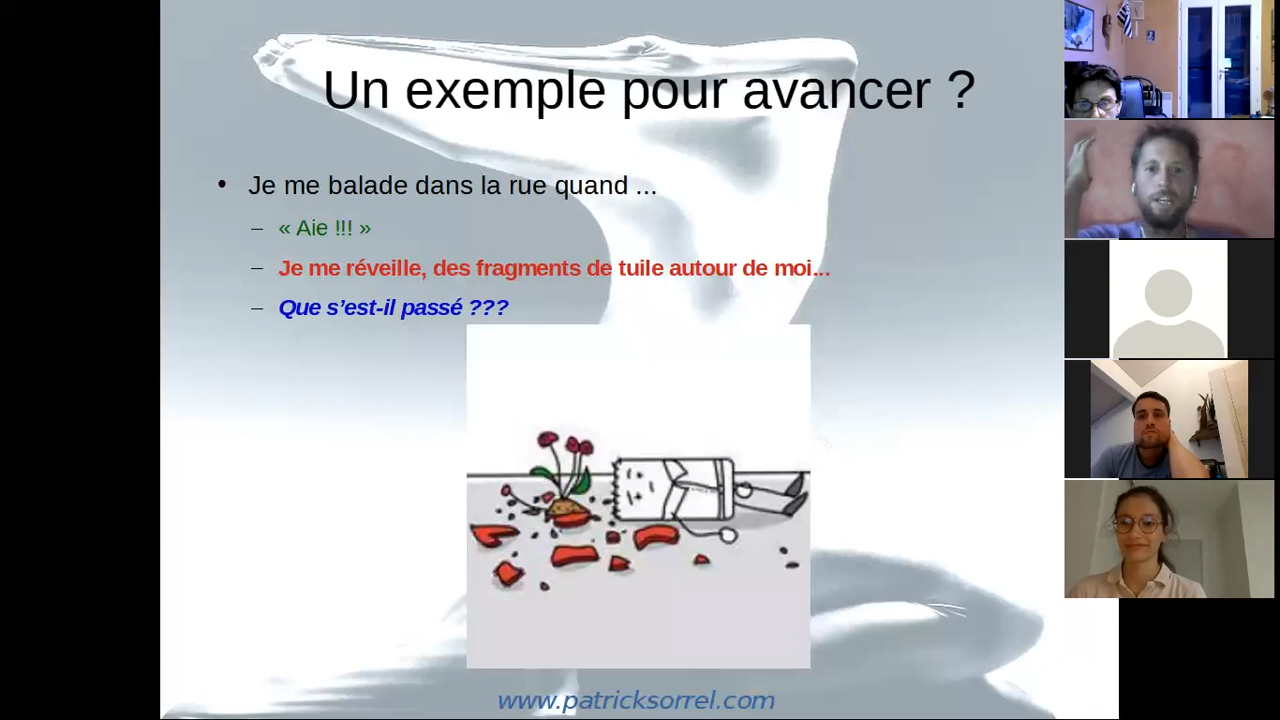 Un exemple pour avancer ?
Je me balade dans la rue quand ...
« Aie !!! »
Je me réveille, des fragments de tuile autour de moi...
Que s’est-il passé ???
www.patricksorrel.com